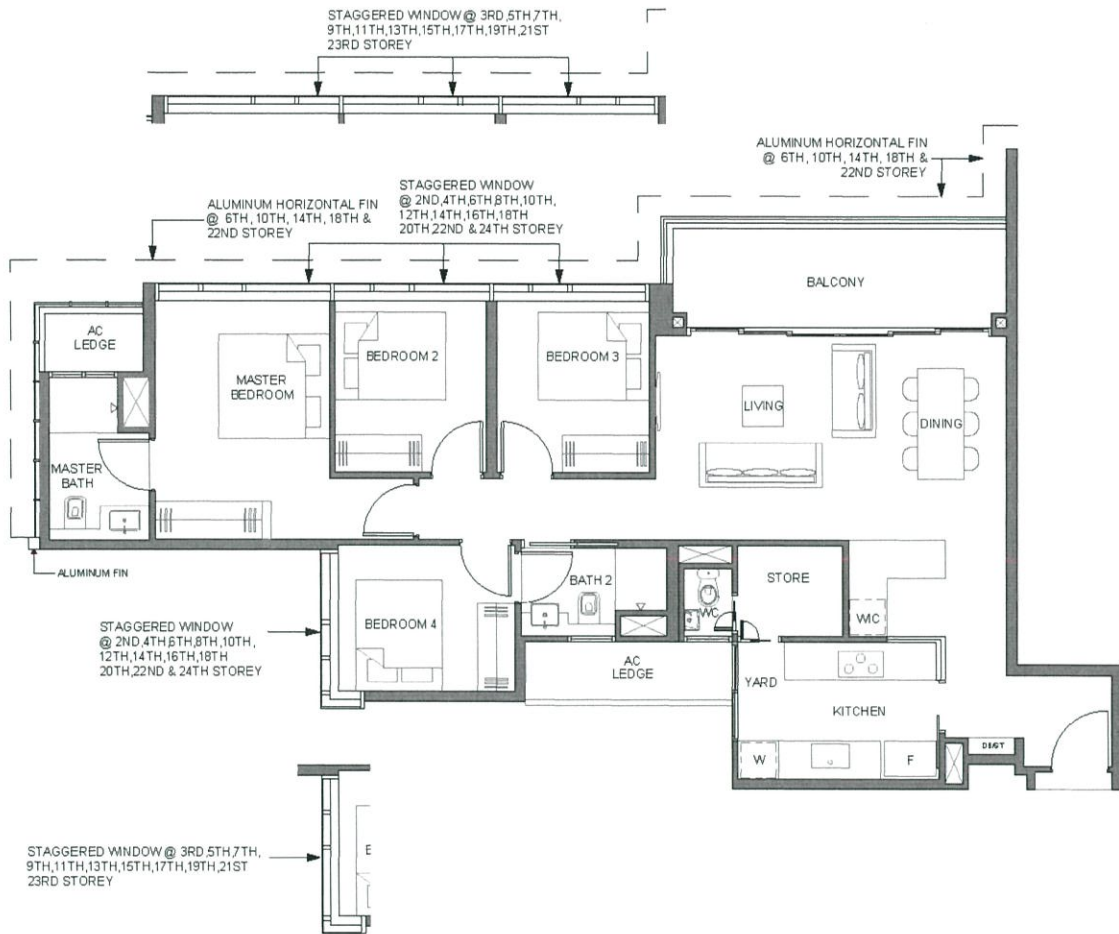 STAGGERED WINDOW @ 3RD,5TH,7TH,
9TH,11TH,13TH,15TH,17TH,19TH,21ST
23RD STOREY
ALUMINUM HORIZONTAL FIN
@ 6TH, 10TH, 14TH, 18TH &
22ND STOREY
STAGGERED WINDOW
@ 2ND,4TH,6TH,8TH,10TH,
12TH,14TH,16TH,18TH
20TH,22ND & 24TH STOREY
ALUMINUM HORIZONTAL FIN
@ 6TH, 10TH, 14TH, 18TH &
22ND STOREY
BALCONY
AC
LEDGE
MASTER
BEDROOM
BEDROOM 2
BEDROOM 3
LIVING
DINING
MASTER
BATH
ALUMINUM FIN
STAGGERED WINDOW
@ 2ND,4TH,6TH,8TH,10TH,
12TH,14TH,16TH,18TH
20TH,22ND & 24TH STOREY
BEDROOM 4
BATH 2
WC
STORE
W/C
AC
LEDGE
YARD
KITCHEN
W
F
DB/ST
STAGGERED WINDOW @ 3RD,5TH,7TH,
9TH,11TH,13TH,15TH,17TH,19TH,21ST
23RD STOREY